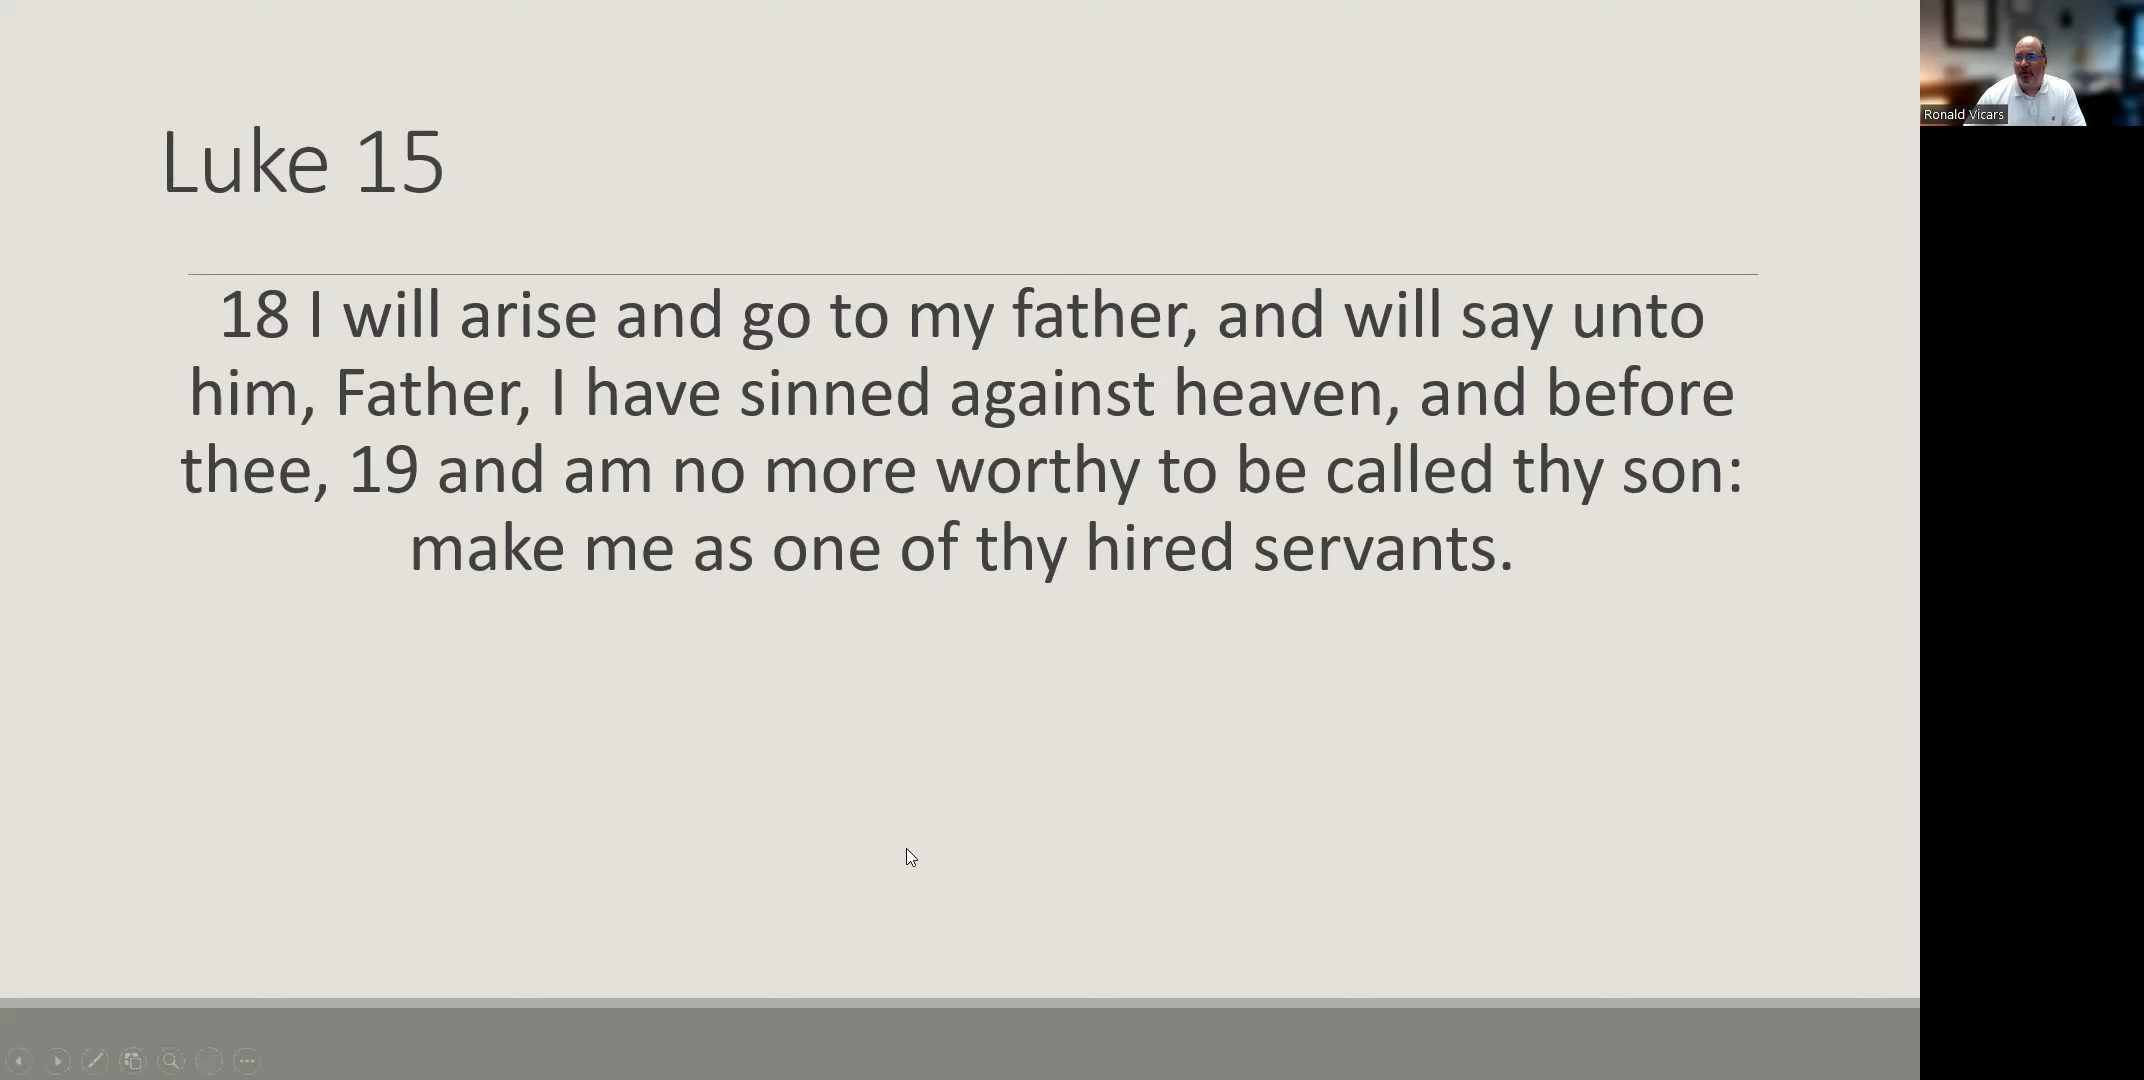 Luke 15
18 I will arise and go to my father, and will say unto
him, Father, I have sinned against heaven, and before
thee, 19 and am no more worthy to be called thy son:
make me as one of thy hired servants.
Ronald Vicars